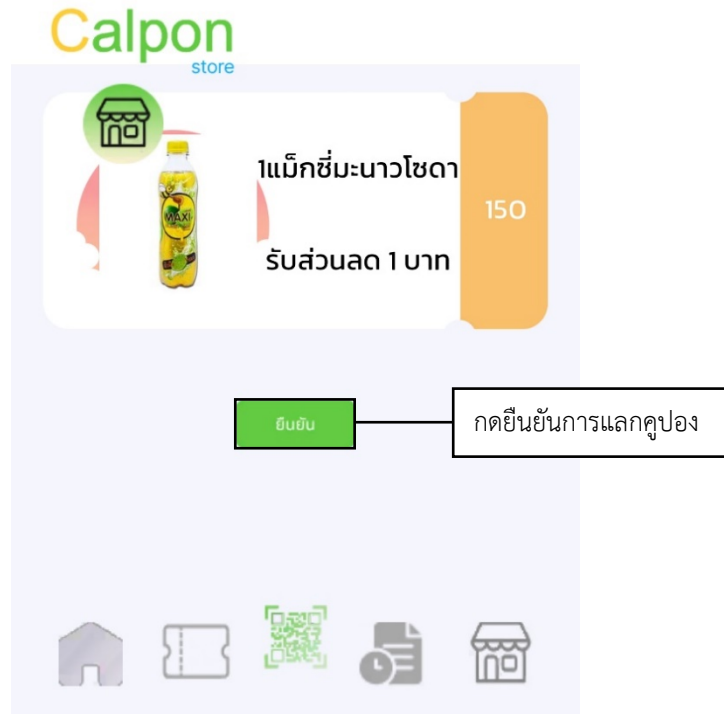 Calpon
store
1แม็กซี่มะนาวโซดา
150
MAXI
รับส่วนลด 1 บาท
ยืนยัน
กดยืนยันการแลกคูปอง